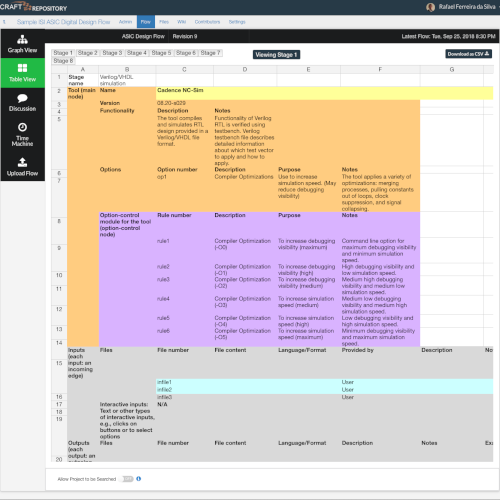 CRAFT REPOSITORY
Rafael Ferreira da Silva
Sample ISI ASIC Digital Design Flow
Admin
Flow
Files
Wiki
Contributors
Settings
ASIC Design Flow
Revision 9
Latest Flow: Tue, Sep 25, 2018 8:30 PM
Graph View
Table View
Discussion
Time Machine
Upload Flow
Stage 1 Stage 2 Stage 3 Stage 4 Stage 5 Stage 6 Stage 7
Stage 8
Viewing Stage 1
Download as CSV
A B C D E F G
1 Stage name Verilog/VHDL simulation
2 Tool (main node) Name Cadence NC-Sim
3 Version 08.20-s029
4 Functionality Description Notes
5 The tool compiles and simulates RTL design provided in a Verilog/VHDL file format. Functionality of Verilog RTL is verified using testbench. Verilog testbench file describes detailed information about which test vector to apply and how to apply.
6 Options Option number Description Purpose Notes
7 op1 Compiler Optimizations Use to increase simulation speed. (May reduce debugging visibility) The tool applies a variety of optimizations: merging processes, pulling constants out of loops, clock suppression, and signal collapsing.
8 Option-control module for the tool (option-control node) Rule number Description Purpose Notes
9 rule1 Compiler Optimization (-O0) To increase debugging visibility (maximum) Command line option for maximum debugging visibility and minimum simulation speed.
10 rule2 Compiler Optimization (-O1) To increase debugging visibility (high) High debugging visibility and low simulation speed.
11 rule3 Compiler Optimization (-O2) To increase debugging visibility (medium) Medium high debugging visibility and medium low simulation speed.
12 rule4 Compiler Optimization (-O3) To increase simulation speed (medium) Medium low debugging visibility and medium high simulation speed.
13 rule5 Compiler Optimization (-O4) To increase simulation speed (high) Low debugging visibility and high simulation speed.
14 rule6 Compiler Optimization (-O5) To increase simulation speed (maximum) Minimum debugging visibility and maximum simulation speed.
15 Inputs (each input: an incoming edge) Files File number File content Language/Format Provided by Description No
infile1 User
infile2 User
16 infile3 User
17 Interactive inputs: N/A
18 Text or other types
19 of interactive inputs, e.g., clicks on buttons or to select options
20 Outputs (each output: an Files File number File content Language/Format Description Notes
Allow Project to be Searched